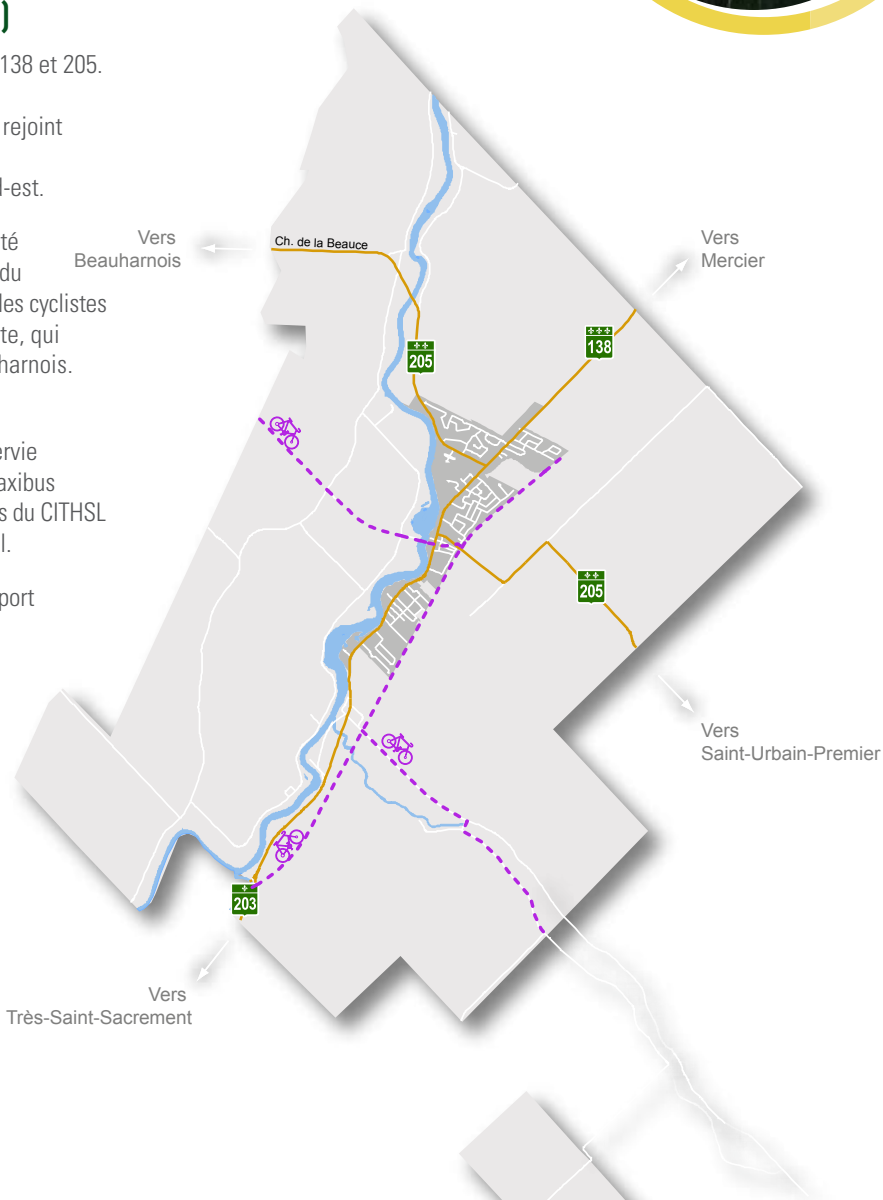 )
138 et 205.
rejoint
l-est.
té
du
les cyclistes
te, qui
harnois.
ervie
axibus
s du CITHSL
l.
port
Vers
Beauharnois
Ch. de la Beauce
Vers
Mercier
138
205
205
Vers
Saint-Urbain-Premier
203
Vers
Très-Saint-Sacrement